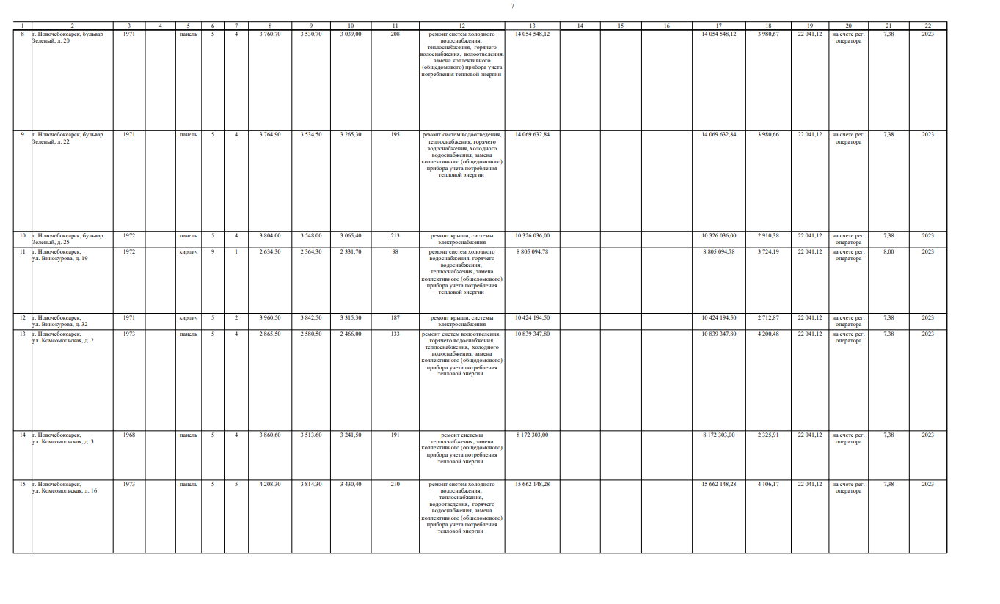 7
1 2 3 4 5 6 7 8 9 10 11 12 13 14 15 16 17 18 19 20 21 22
8 г. Новочебоксарск, бульвар 1971 панель 5 4 3 760,70 3 530,70 3 039,00 208 ремонт систем холодного 14 054 548,12 14 054 548,12 3 980,67 22 041,12 на счете рег. 7,38 2023
Зеленый, д. 20 водоснабжения, оператора
теплоснабжения, горячего
водоснабжения, водоотведения,
замена коллективного
(общедомового) прибора учета
потребления тепловой энергии
9 г. Новочебоксарск, бульвар 1971 панель 5 4 3 764,90 3 534,50 3 265,30 195 ремонт систем водоотведения, 14 069 632,84 14 069 632,84 3 980,66 22 041,12 на счете рег. 7,38 2023
Зеленый, д. 22 теплоснабжения, горячего оператора
водоснабжения, холодного
водоснабжения, замена
коллективного (общедомового)
прибора учета потребления
тепловой энергии
10 г. Новочебоксарск, бульвар 1972 панель 5 4 3 804,00 3 548,00 3 065,40 213 ремонт крыши, системы 10 326 036,00 10 326 036,00 2 910,38 22 041,12 на счете рег. 7,38 2023
Зеленый, д. 25 электроснабжения оператора
11 г. Новочебоксарск, 1972 кирпич 9 1 2 634,30 2 364,30 2 331,70 98 ремонт систем холодного 8 805 094,78 8 805 094,78 3 724,19 22 041,12 на счете рег. 8,00 2023
ул. Винокурова, д. 19 водоснабжения, горячего оператора
водоснабжения,
теплоснабжения, замена
коллективного (общедомового)
прибора учета потребления
тепловой энергии
12 г. Новочебоксарск, 1971 кирпич 5 2 3 960,50 3 842,50 3 315,30 187 ремонт крыши, системы 10 424 194,50 10 424 194,50 2 712,87 22 041,12 на счете рег. 7,38 2023
ул. Винокурова, д. 32 электроснабжения оператора
13 г. Новочебоксарск, 1973 панель 5 4 2 865,50 2 580,50 2 466,00 133 ремонт систем водоотведения, 10 839 347,80 10 839 347,80 4 200,48 22 041,12 на счете рег. 7,38 2023
ул. Комсомольская, д. 2 горячего водоснабжения, оператора
теплоснабжения, холодного
водоснабжения, замена
коллективного (общедомового)
прибора учета потребления
тепловой энергии
14 г. Новочебоксарск, 1968 панель 5 4 3 860,60 3 513,60 3 241,50 191 ремонт системы 8 172 303,00 8 172 303,00 2 325,91 22 041,12 на счете рег. 7,38 2023
ул. Комсомольская, д. 3 теплоснабжения, замена оператора
коллективного (общедомового)
прибора учета потребления
тепловой энергии
15 г. Новочебоксарск, 1973 панель 5 5 4 208,30 3 814,30 3 430,40 210 ремонт систем холодного 15 662 148,28 15 662 148,28 4 106,17 22 041,12 на счете рег. 7,38 2023
ул. Комсомольская, д. 16 водоснабжения, оператора
теплоснабжения,
водоотведения, горячего
водоснабжения, замена
коллективного (общедомового)
прибора учета потребления
тепловой энергии